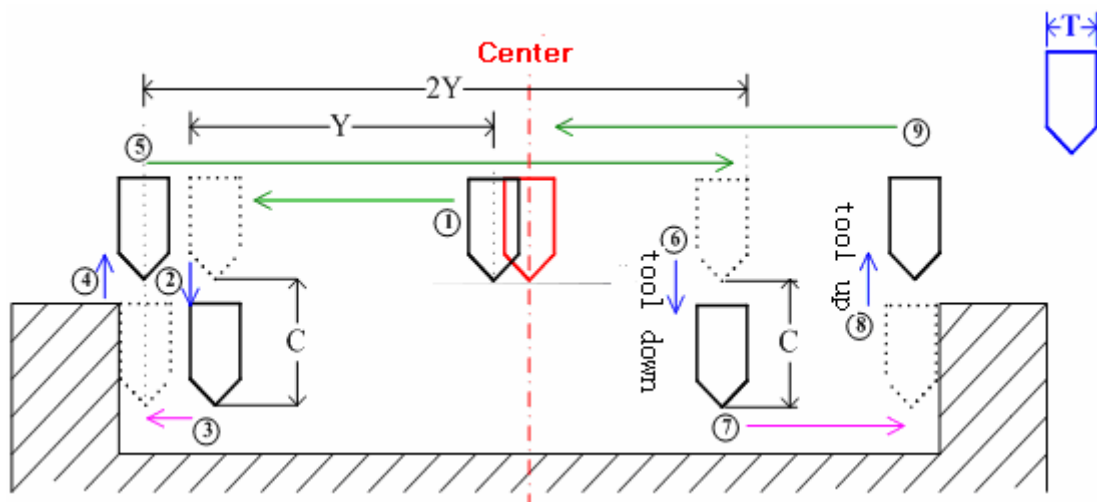 T
Center
2Y
Y
⑤
⑨
①
⑥
tool up
④
②
tool down
⑧
C
C
③
⑦